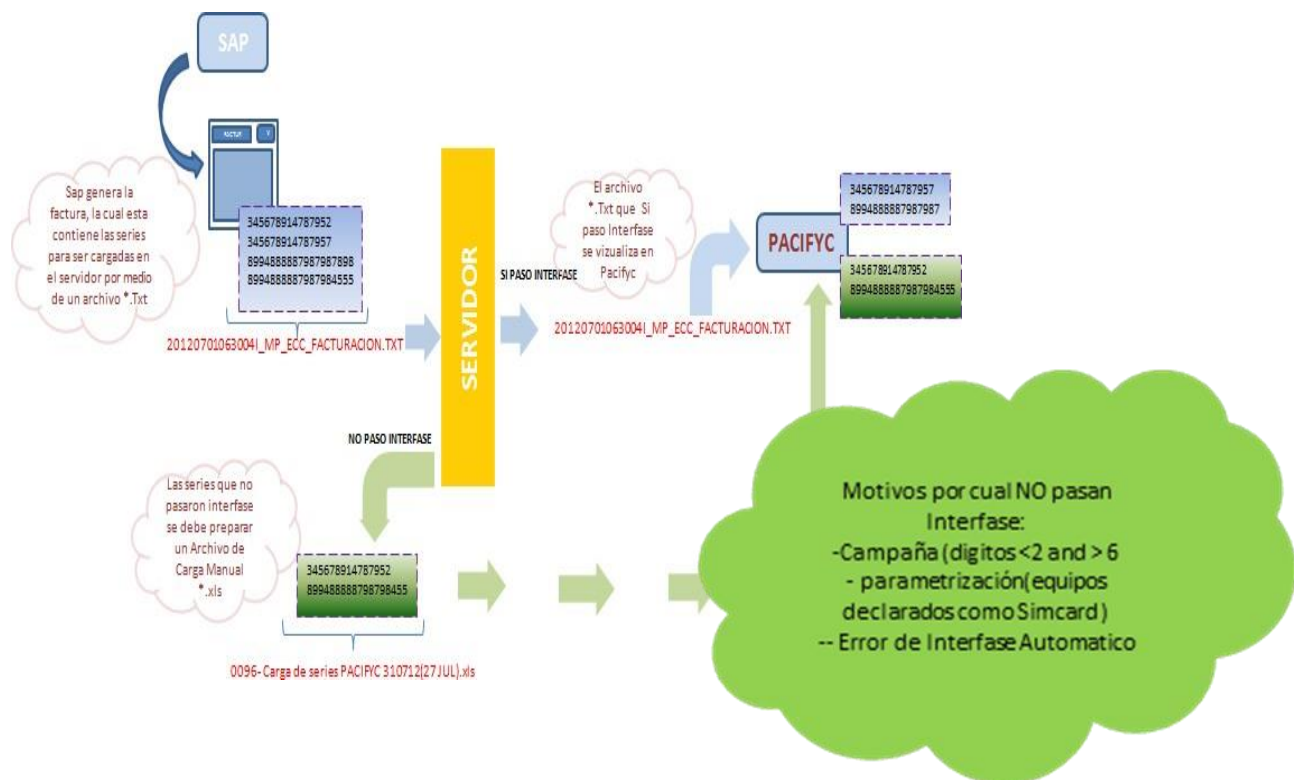 SAP
Sap genera la
factura, la cual esta
contiene las series
para ser cargadas en
el servidor por medio
de un archivo *.Txt
345678914787952
345678914787957
8994888887987987898
8994888887987984555
20120701063004I_MP_ECC_FACTURACION.TXT
SERVIDOR
SI PASO INTERFASE
El archivo
*.Txt que Si
paso Interfase
se vizualiza en
Pacifyc
20120701063004I_MP_ECC_FACTURACION.TXT
PACIFYC
345678914787957
8994888887987987
345678914787952
8994888887987984555
NO PASO INTERFASE
Las series que no
pasaron interfase
se debe preparar
un Archivo de
Carga Manual
*.xls
345678914787952
899488888798798455
0096- Carga de series PACIFYC 310712(27 JUL).xls
Motivos por cual NO pasan
Interfase:
-Campaña (digitos <2 and > 6
- parametrización(equipos
declarados como Simcard)
-- Error de Interfase Automatico